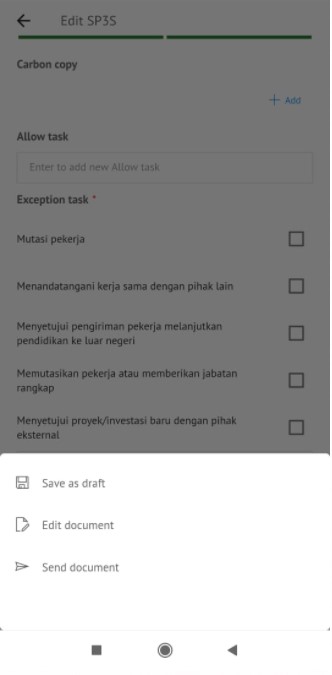 Edit SP3S
Carbon copy
+ Add
Allow task
Enter to add new Allow task
Exception task *
Mutasi pekerja
Menandatangani kerja sama dengan pihak lain
Menyetujui pengiriman pekerja melanjutkan
pendidikan ke luar negeri
Memutasikan pekerja atau memberikan jabatan
rangkap
Menyetujui proyek/investasi baru dengan pihak
eksternal
Save as draft
Edit document
Send document